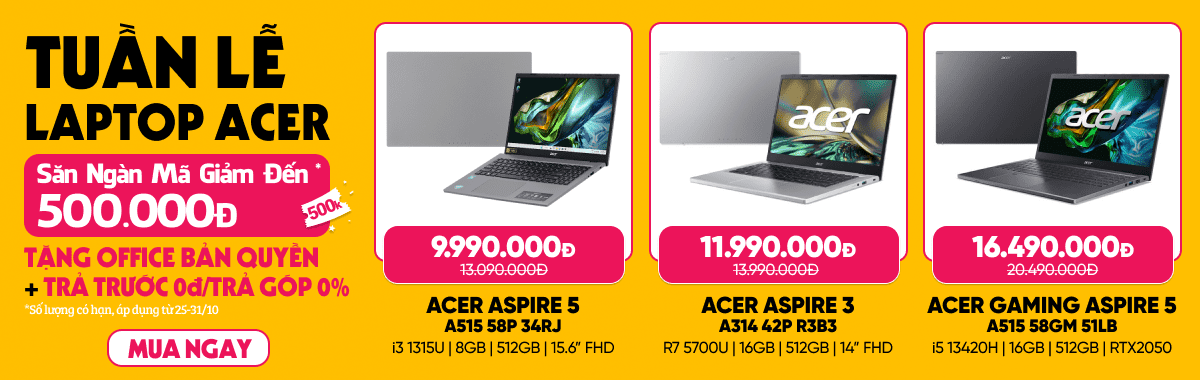 TUẦN LỄ
LAPTOP ACER
Săn Ngàn Mã Giảm Đến *
500.000Đ
500k
TẶNG OFFICE BẢN QUYỀN
+ TRẢ TRƯỚC 0đ/TRẢ GÓP 0%
*Số lượng có hạn, áp dụng từ 25-31/10
MUA NGAY
acer
9.990.000Đ
13.090.000Đ
ACER ASPIRE 5
A515 58P 34RJ
i3 1315U | 8GB | 512GB | 15.6” FHD
acer
acer
11.990.000Đ
13.990.000Đ
ACER ASPIRE 3
A314 42P R3B3
R7 5700U | 16GB | 512GB | 14” FHD
acer
acer
16.490.000Đ
20.490.000Đ
ACER GAMING ASPIRE 5
A515 58GM 51LB
i5 13420H | 16GB | 512GB | RTX2050